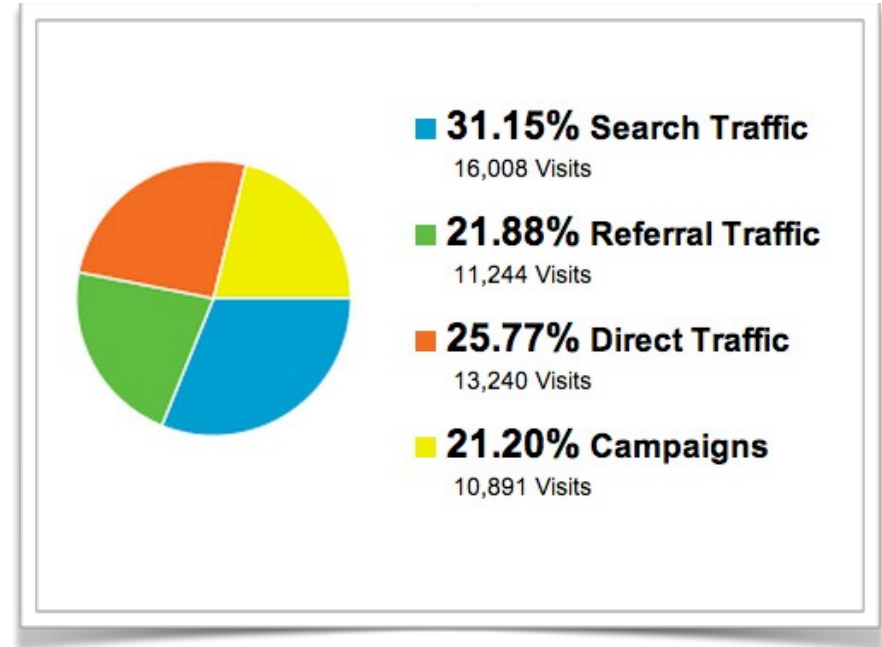 31.15% Search Traffic
16,008 Visits
21.88% Referral Traffic
11,244 Visits
25.77% Direct Traffic
13,240 Visits
21.20% Campaigns
10,891 Visits